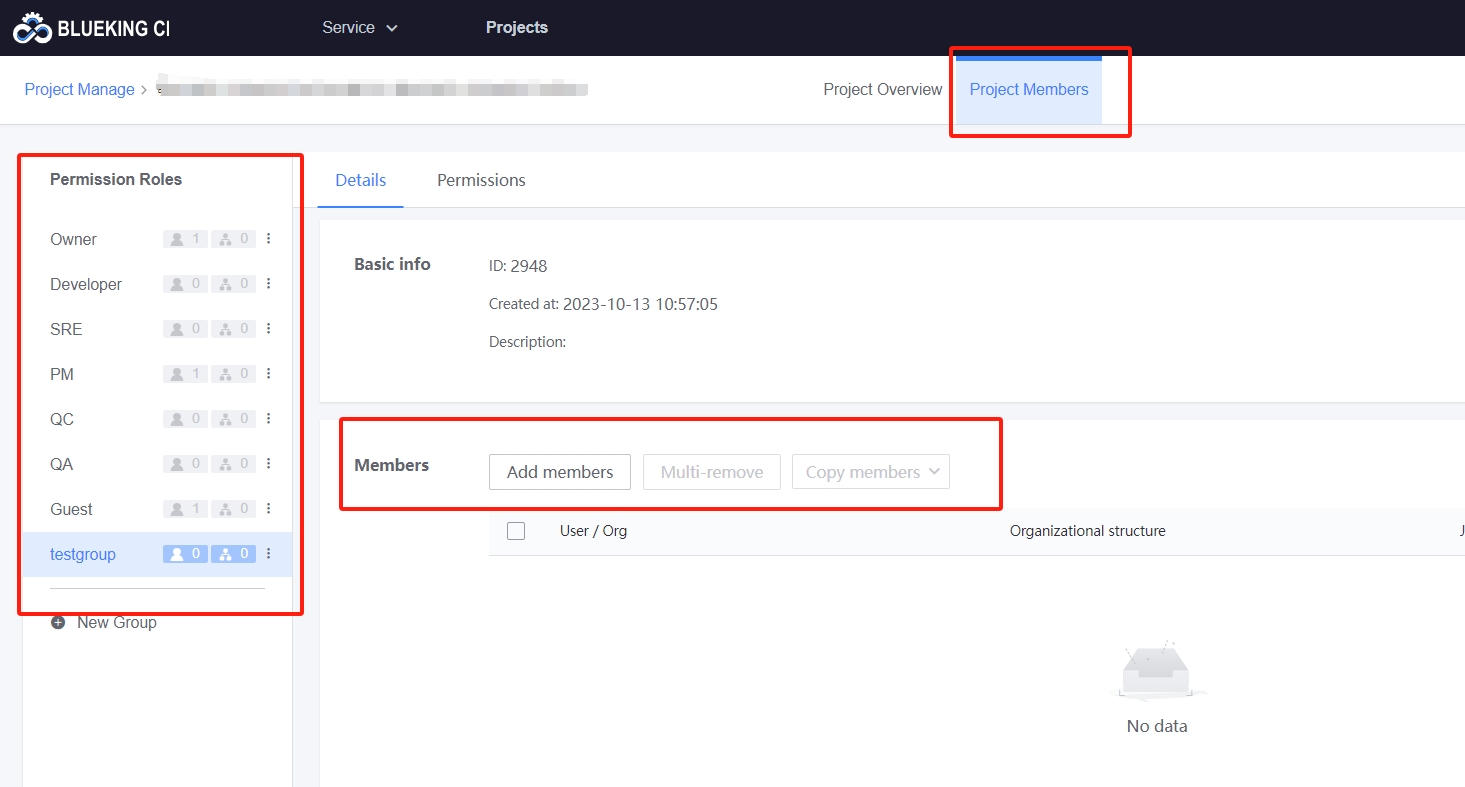 BLUEKING CI Service Projects
Project Manage > Project Overview Project Members
Permission Roles
Owner 1 0
Developer 0 0
SRE 0 0
PM 1 0
QC 0 0
QA 0 0
Guest 1 0
testgroup 0 0
New Group
Details Permissions
Basic info ID: 2948
Created at: 2023-10-13 10:57:05
Description:
Members Add members Multi-remove Copy members
User / Org Organizational structure
No data